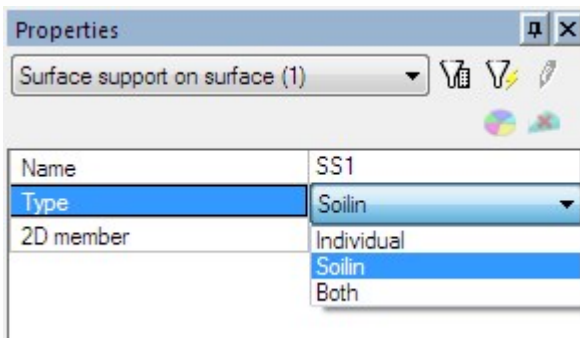 Properties
Surface support on surface (1)
Name SS1
Type Soilin
2D member
Individual
Soilin
Both